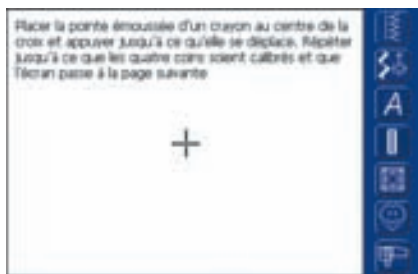 Placer la pointe émoussée d'un crayon au centre de la
croix et appuyer jusqu'à ce qu'elle se déplace. Répéter
jusqu'à ce que les quatre coins soient calibrés et que
l'écran passe à la page suivante
A